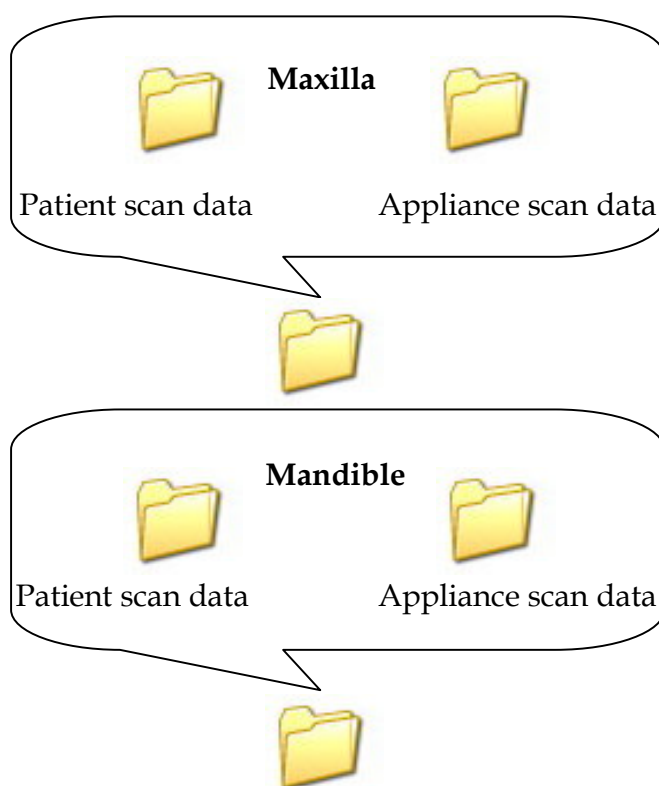 Maxilla
Patient scan data
Appliance scan data
Mandible
Patient scan data
Appliance scan data